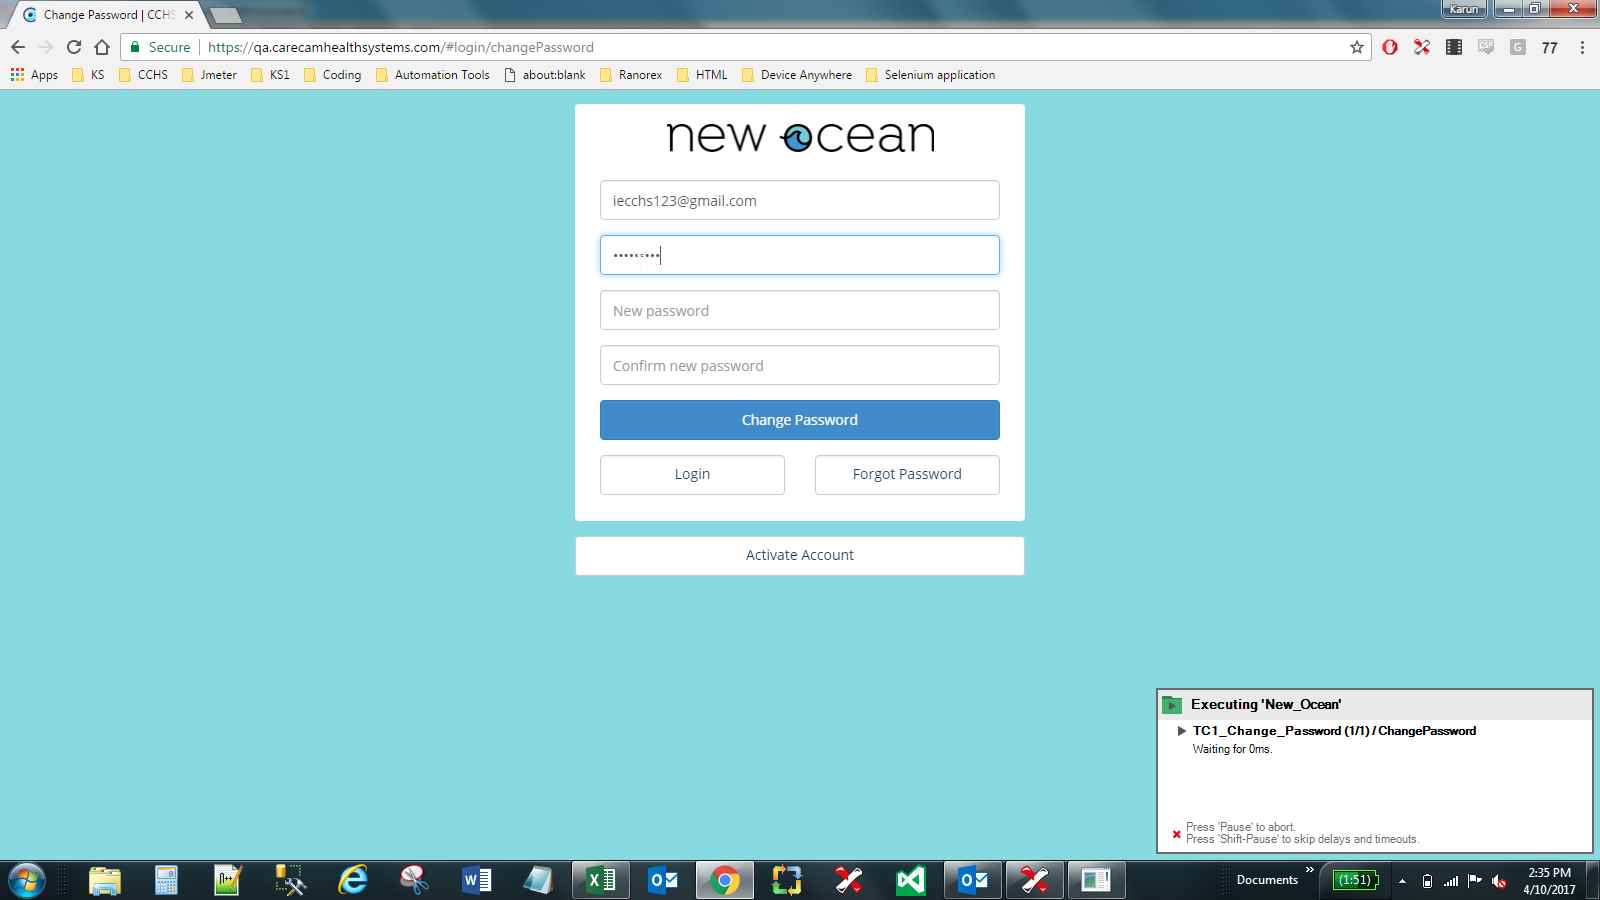 Change Password | CCHS
Karun
Secure
https://qa.carecamhealthsystems.com/#login/changePassword
77
Apps
KS
CCHS
Jmeter
KS1
Coding
Automation Tools
about:blank
Ranorex
HTML
Device Anywhere
Selenium application
new ocean
iecchs123@gmail.com
New password
Confirm new password
Change Password
Login
Forgot Password
Activate Account
Executing 'New_Ocean'
TC1_Change_Password (1/1) / ChangePassword
Waiting for 0ms.
Press 'Pause' to abort.
Press 'Shift-Pause' to skip delays and timeouts.
Documents
(1:51)
2:35 PM
4/10/2017